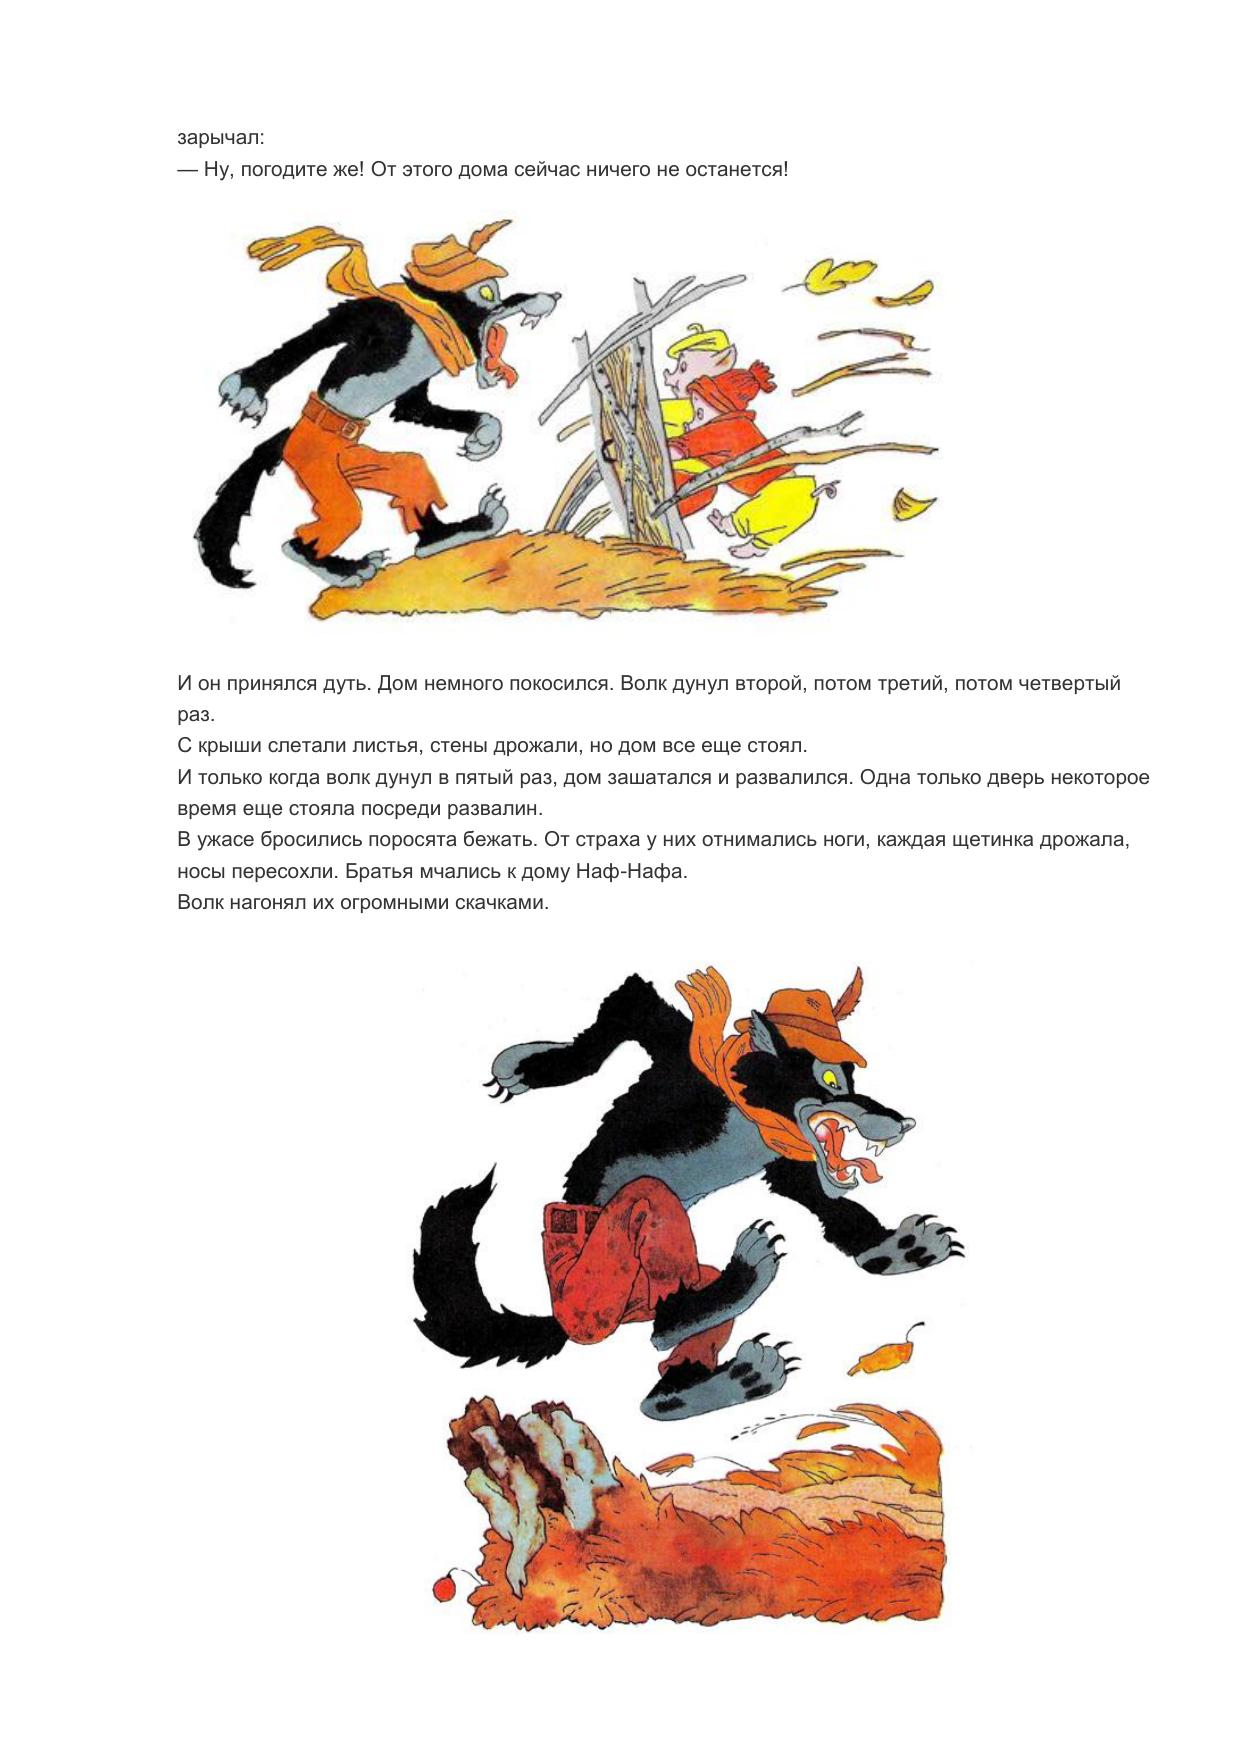 зарычал:
— Ну, погодите же! От этого дома сейчас ничего не останется!
И он принялся дуть. Дом немного покосился. Волк дунул второй, потом третий, потом четвертый
раз.
С крыши слетали листья, стены дрожали, но дом все еще стоял.
И только когда волк дунул в пятый раз, дом зашатался и развалился. Одна только дверь некоторое
время еще стояла посреди развалин.
В ужасе бросились поросята бежать. От страха у них отнимались ноги, каждая щетинка дрожала,
носы пересохли. Братья мчались к дому Наф-Нафа.
Волк нагонял их огромными скачками.